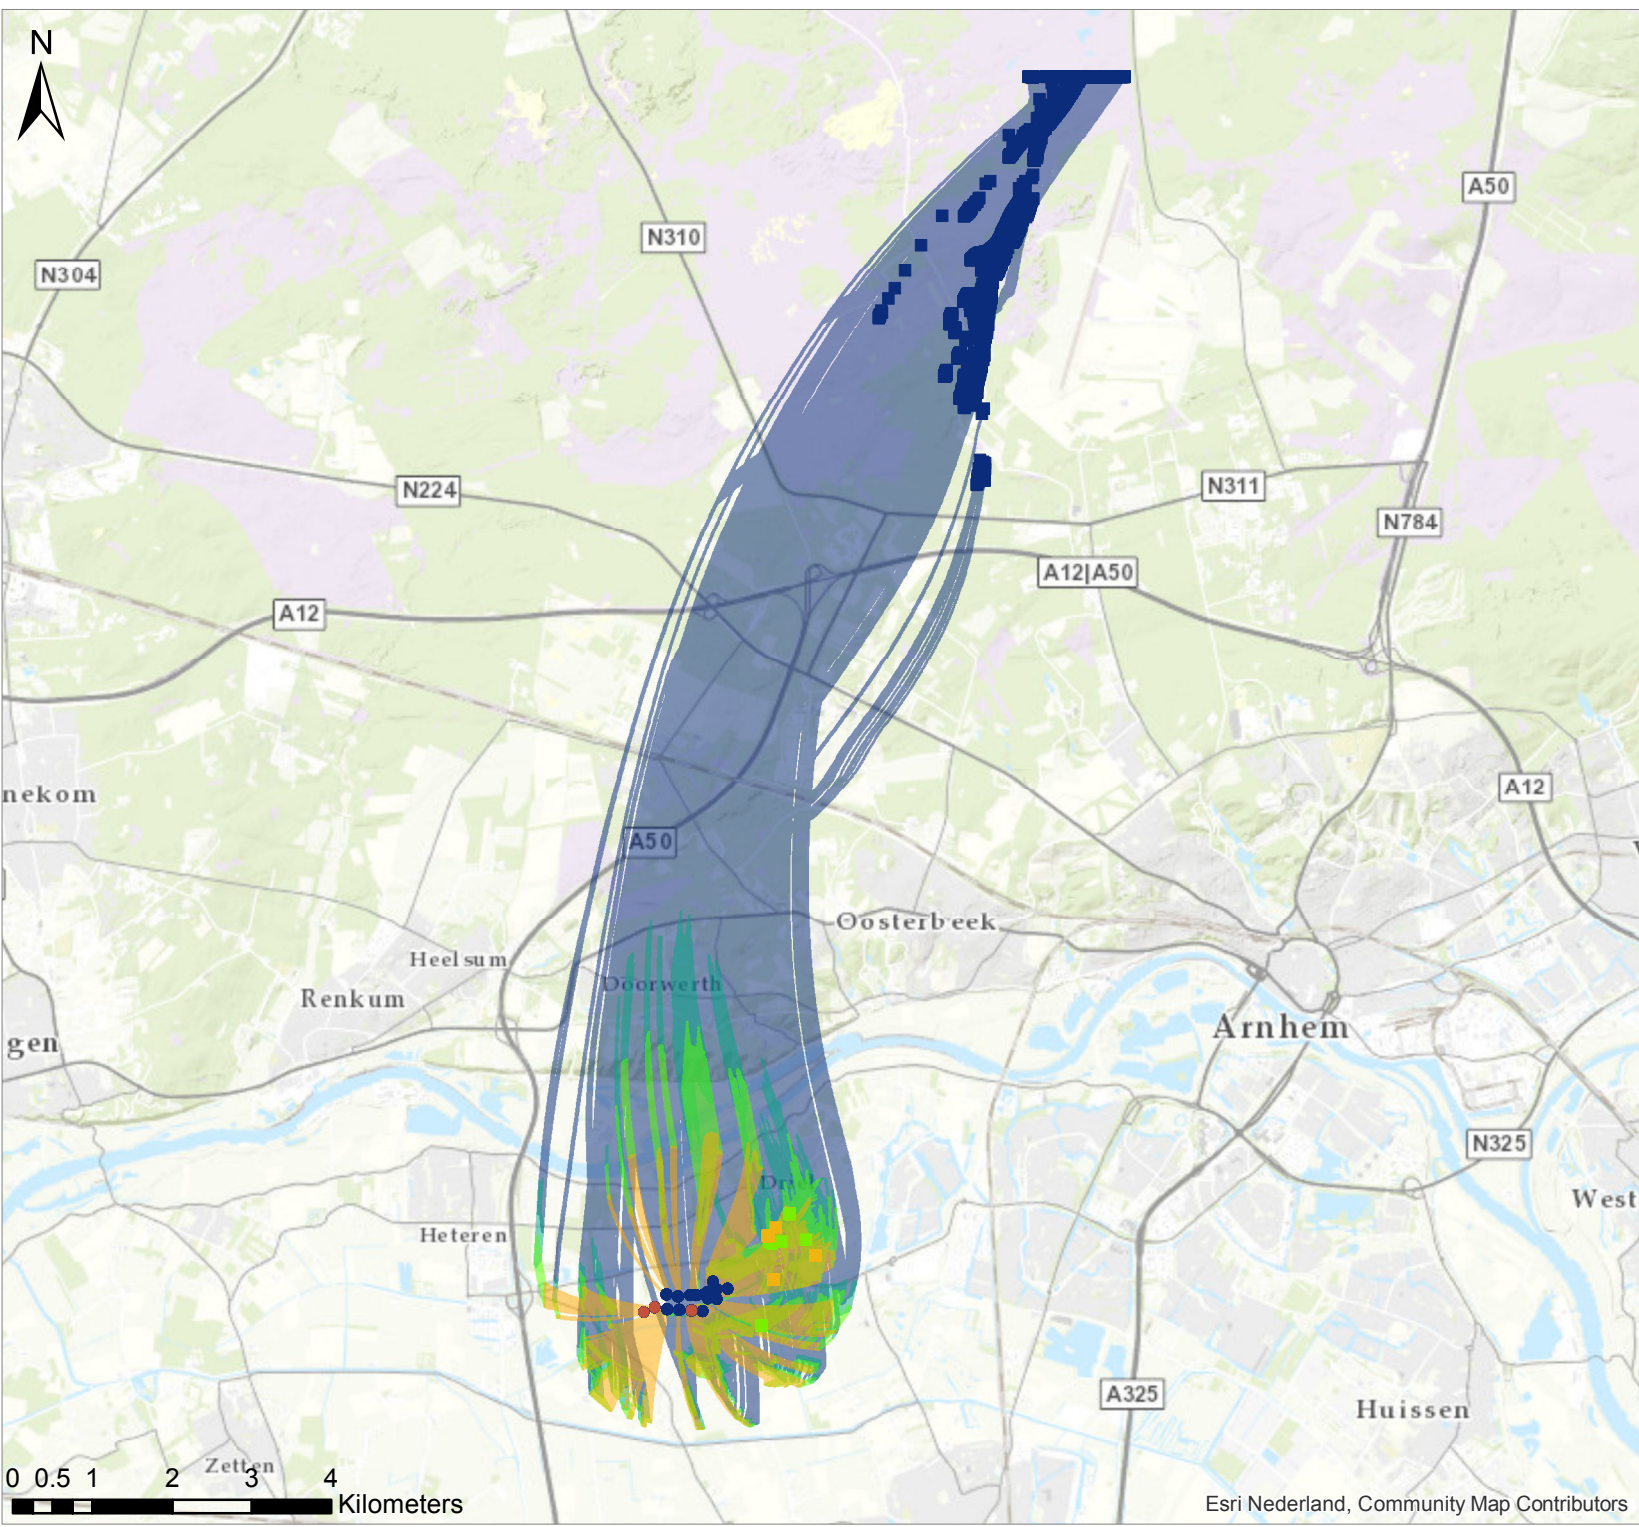 N
A50
N310
N304
N224
N311
N784
A12|A50
A12
A12
nekom
A50
Oosterbeek
Heelsum
Doorwerth
Renkum
Arnhem
gen
N325
West
Heteren
A325
Huissen
Zetten
0 0.5 1 2 3 4
Kilometers
Esri Nederland, Community Map Contributors